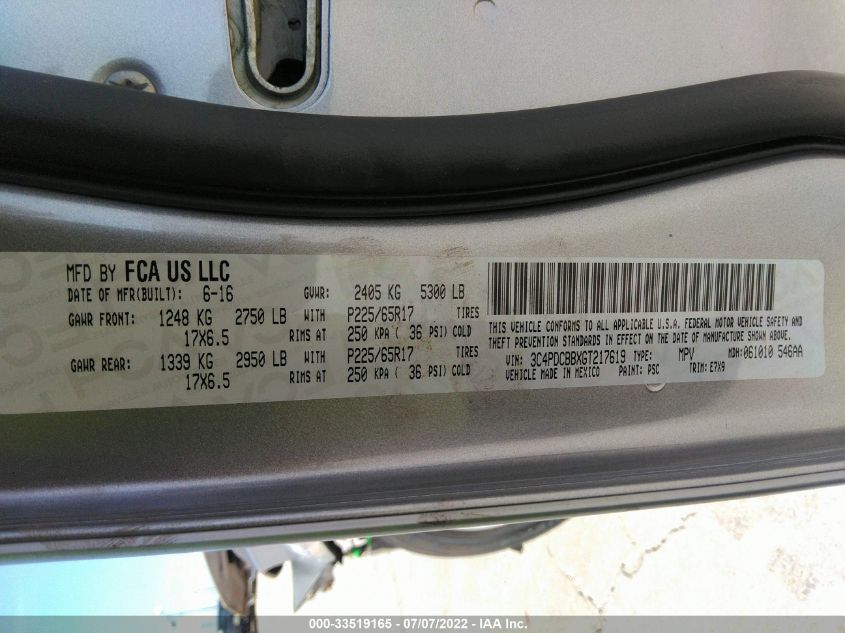 MFD BY FCA US LLC
DATE OF MFR(BUILT): 6-16 GVWR: 2405 KG 5300 LB
GAWR FRONT: 1248 KG 2750 LB WITH P225/65R17 TIRES
17X6.5 RIMS AT 250 KPA ( 36 PSI) COLD
GAWR REAR: 1339 KG 2950 LB WITH P225/65R17 TIRES
17X6.5 RIMS AT 250 KPA ( 36 PSI) COLD
THIS VEHICLE CONFORMS TO ALL APPLICABLE U.S.A. FEDERAL MOTOR VEHICLE SAFETY AND
THEFT PREVENTION STANDARDS IN EFFECT ON THE DATE OF MANUFACTURE SHOWN ABOVE.
VIN: 3C4PDCBBXGT217619 TYPE: MPV MDH: 061010 546AA
VEHICLE MADE IN MEXICO PAINT: PSC TRIM: E7X9
000-33519165 - 07/07/2022 - IAA Inc.